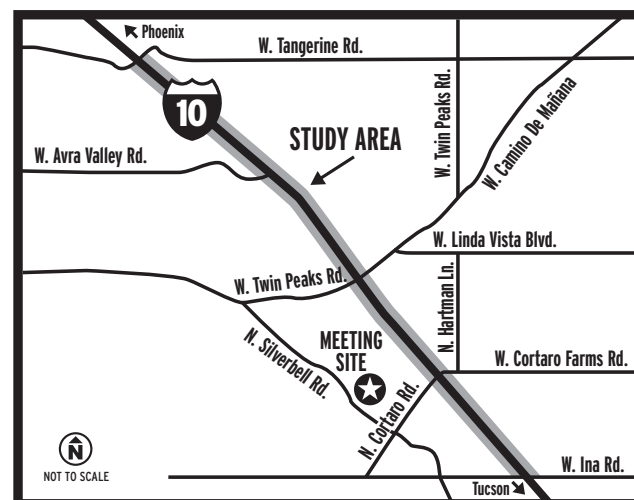 Phoenix
W. Tangerine Rd.
10
W. Twin Peaks Rd.
W. Camino De Mañana
STUDY AREA
W. Avra Valley Rd.
W. Linda Vista Blvd.
W. Twin Peaks Rd.
N. Hartman Ln.
MEETING
SITE
N. Silverbell Rd.
W. Cortaro Farms Rd.
N. Cortaro Rd.
N
NOT TO SCALE
W. Ina Rd.
Tucson